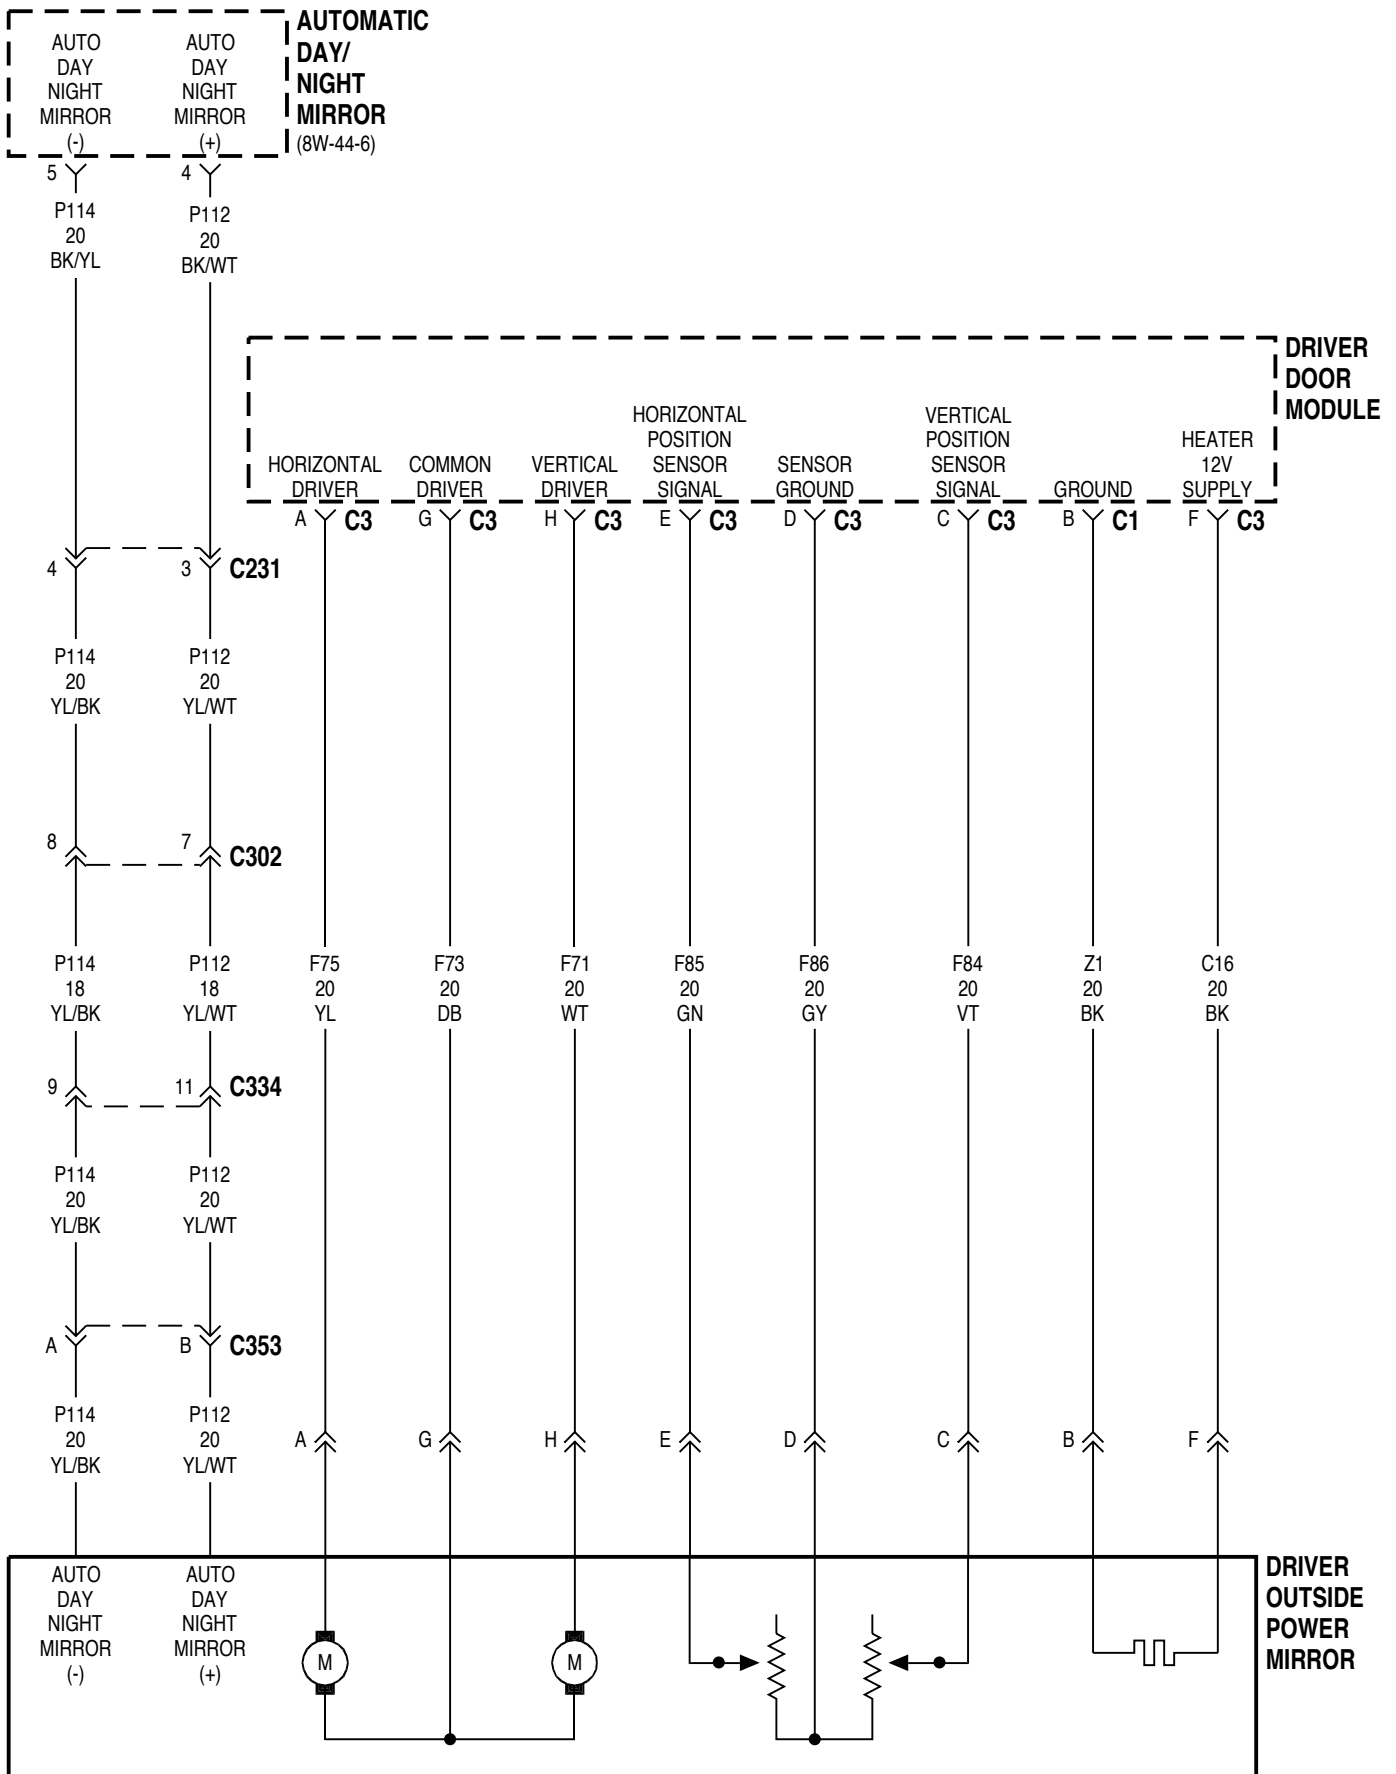 AUTOMATIC
DAY/
NIGHT
MIRROR
(8W-44-6)
AUTO
DAY
NIGHT
MIRROR
(-)
AUTO
DAY
NIGHT
MIRROR
(+)
5
4
P114
20
BK/YL
P112
20
BK/WT
DRIVER
DOOR
MODULE
HORIZONTAL
DRIVER
COMMON
DRIVER
VERTICAL
DRIVER
HORIZONTAL
POSITION
SENSOR
SIGNAL
SENSOR
GROUND
VERTICAL
POSITION
SENSOR
SIGNAL
GROUND
HEATER
12V
SUPPLY
A C3
G C3
H C3
E C3
D C3
C C3
B C1
F C3
4
3 C231
P114
20
YL/BK
P112
20
YL/WT
8
7 C302
P114
18
YL/BK
P112
18
YL/WT
F75
20
YL
F73
20
DB
F71
20
WT
F85
20
GN
F86
20
GY
F84
20
VT
Z1
20
BK
C16
20
BK
9
11 C334
P114
20
YL/BK
P112
20
YL/WT
A
B C353
P114
20
YL/BK
P112
20
YL/WT
A
G
H
E
D
C
B
F
AUTO
DAY
NIGHT
MIRROR
(-)
AUTO
DAY
NIGHT
MIRROR
(+)
M
M
DRIVER
OUTSIDE
POWER
MIRROR